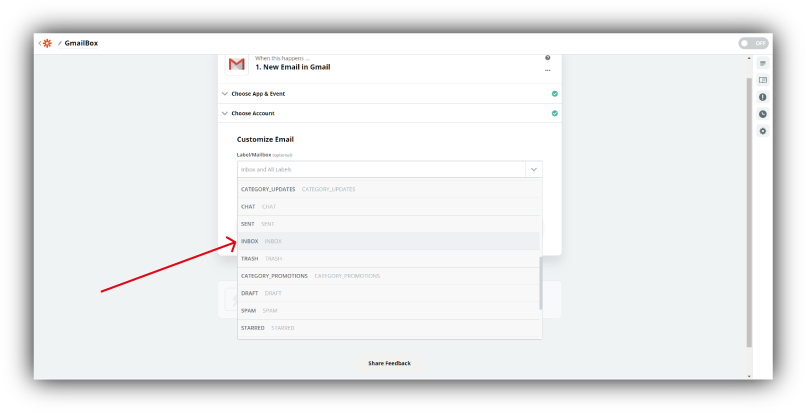 GmailBox
OFF
When this happens ...
1. New Email in Gmail
Choose App & Event
Choose Account
Customize Email
Label/Mailbox (optional)
Inbox and All Labels
CATEGORY_UPDATES CATEGORY_UPDATES
CHAT CHAT
SENT SENT
INBOX INBOX
TRASH TRASH
CATEGORY_PROMOTIONS CATEGORY_PROMOTIONS
DRAFT DRAFT
SPAM SPAM
STARRED STARRED
Share Feedback